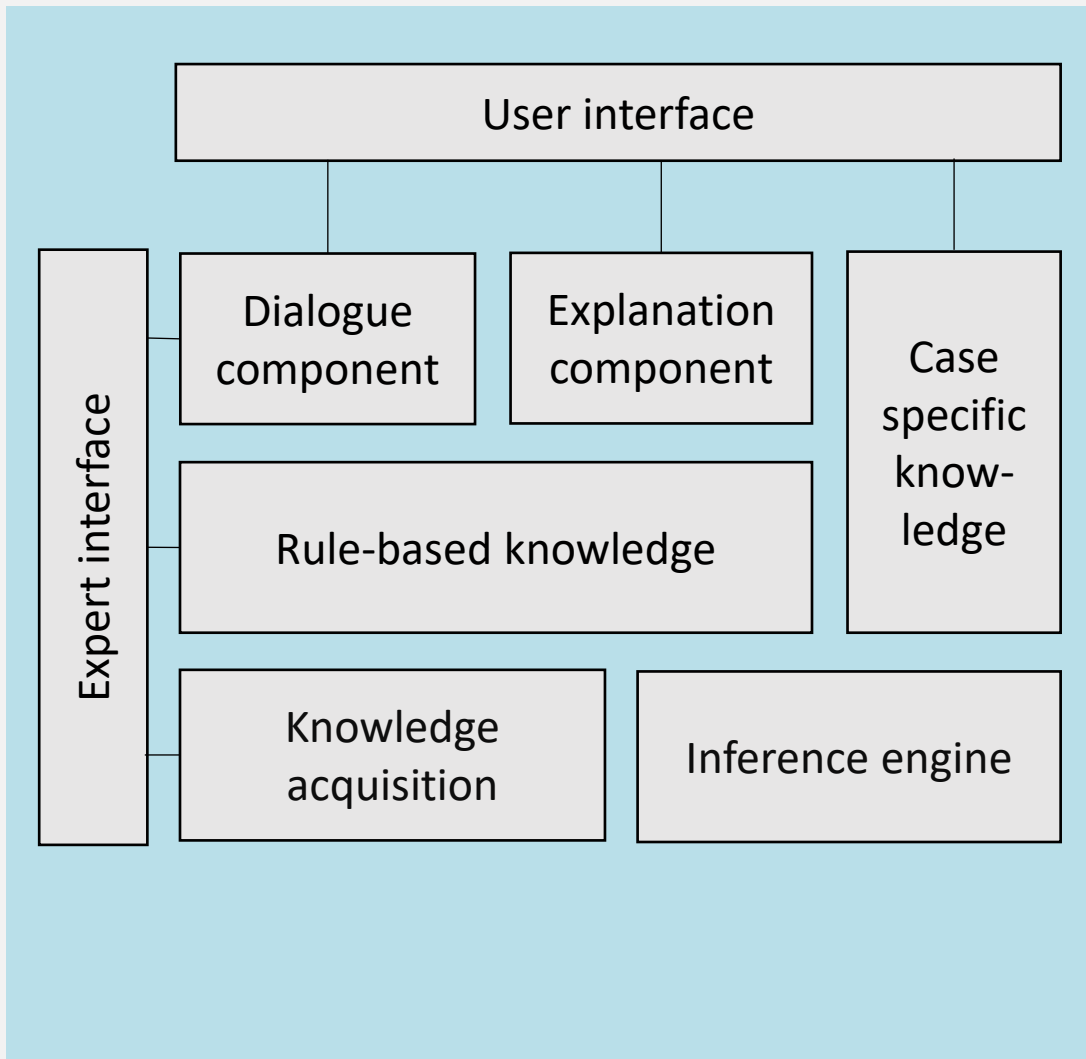 User interface
Expert interface
Dialogue
component
Explanation
component
Case
specific
know-
ledge
Rule-based knowledge
Knowledge
acquisition
Inference engine